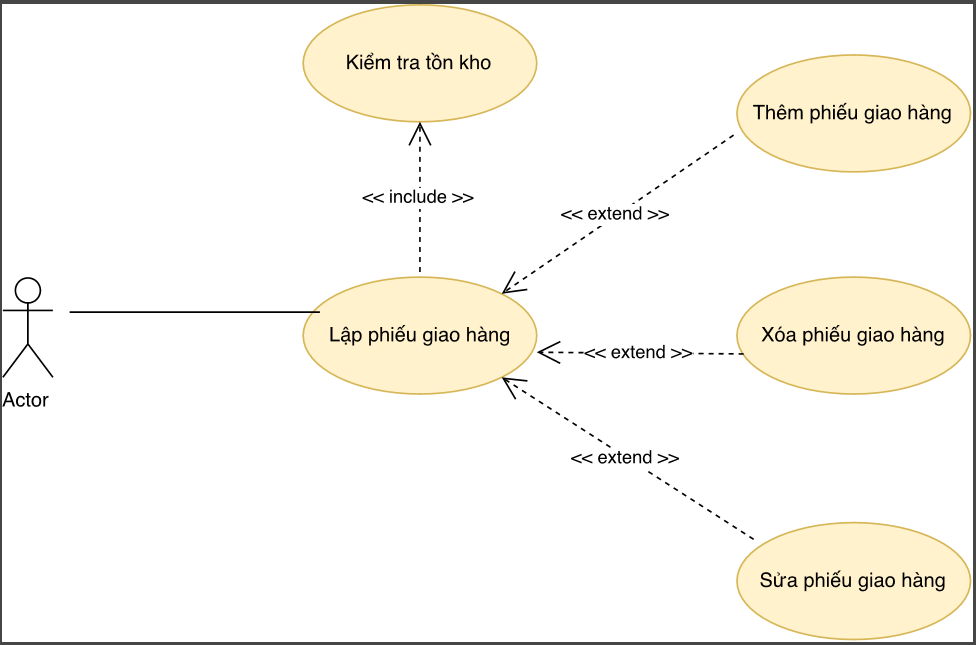 Kiểm tra tồn kho
Thêm phiếu giao hàng
<< include >>
<< extend >>
Lập phiếu giao hàng
Xóa phiếu giao hàng
<< extend >>
Actor
<< extend >>
Sửa phiếu giao hàng